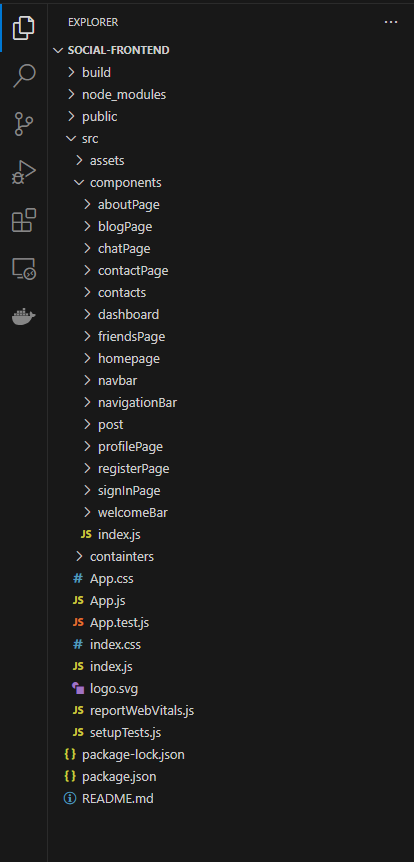 EXPLORER
SOCIAL-FRONTEND
build
node_modules
public
src
assets
components
aboutPage
blogPage
chatPage
contactPage
contacts
dashboard
friendsPage
homepage
navbar
navigationBar
post
profilePage
registerPage
signInPage
welcomeBar
JS index.js
containters
# App.css
JS App.js
JS App.test.js
# index.css
JS index.js
logo.svg
JS reportWebVitals.js
JS setupTests.js
{} package-lock.json
{} package.json
README.md